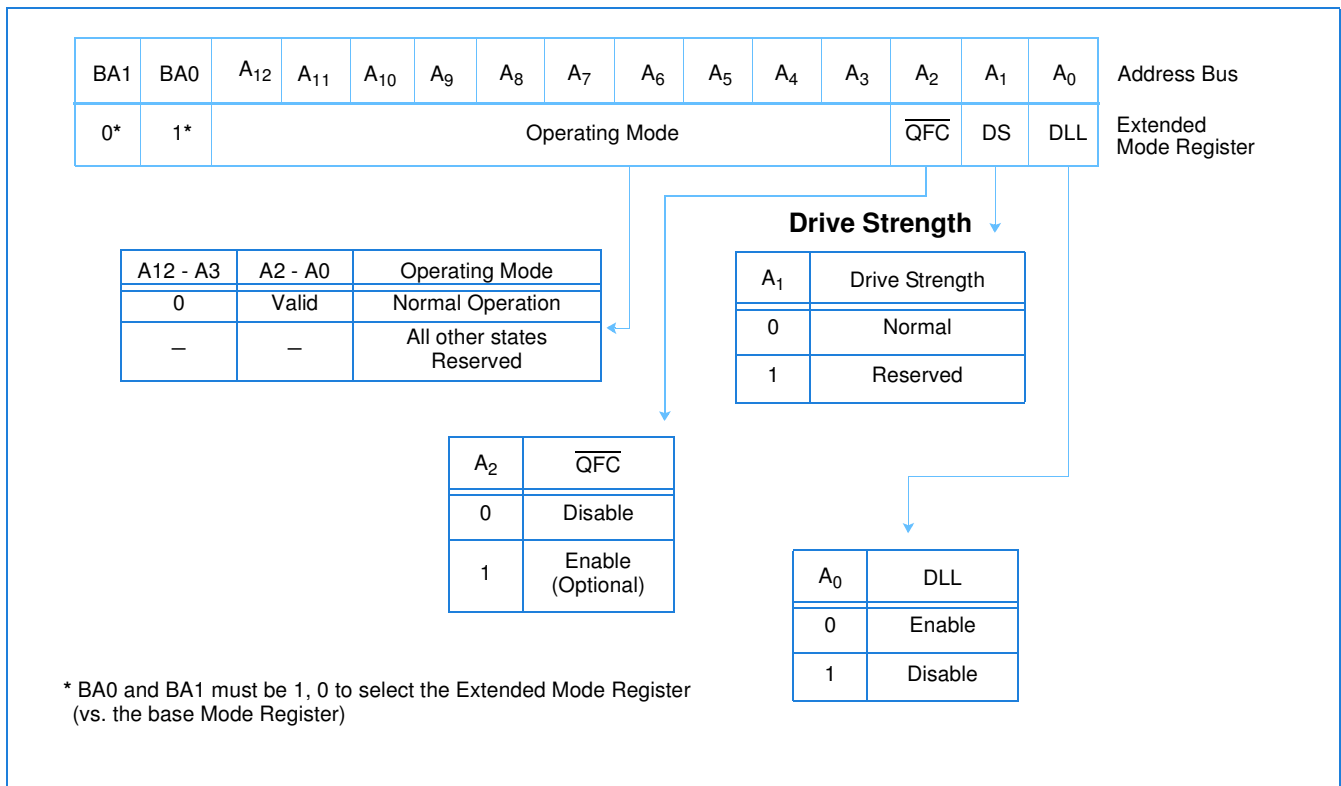 BA1 BA0 A12 A11 A10 A9 A8 A7 A6 A5 A4 A3 A2 A1 A0 Address Bus
0* 1* Operating Mode QFC DS DLL Extended
Mode Register
Drive Strength
A12 - A3 A2 - A0 Operating Mode
0 Valid Normal Operation
– – All other states
Reserved
A1 Drive Strength
0 Normal
1 Reserved
A2 QFC
0 Disable
1 Enable
(Optional)
A0 DLL
0 Enable
1 Disable
* BA0 and BA1 must be 1, 0 to select the Extended Mode Register
(vs. the base Mode Register)